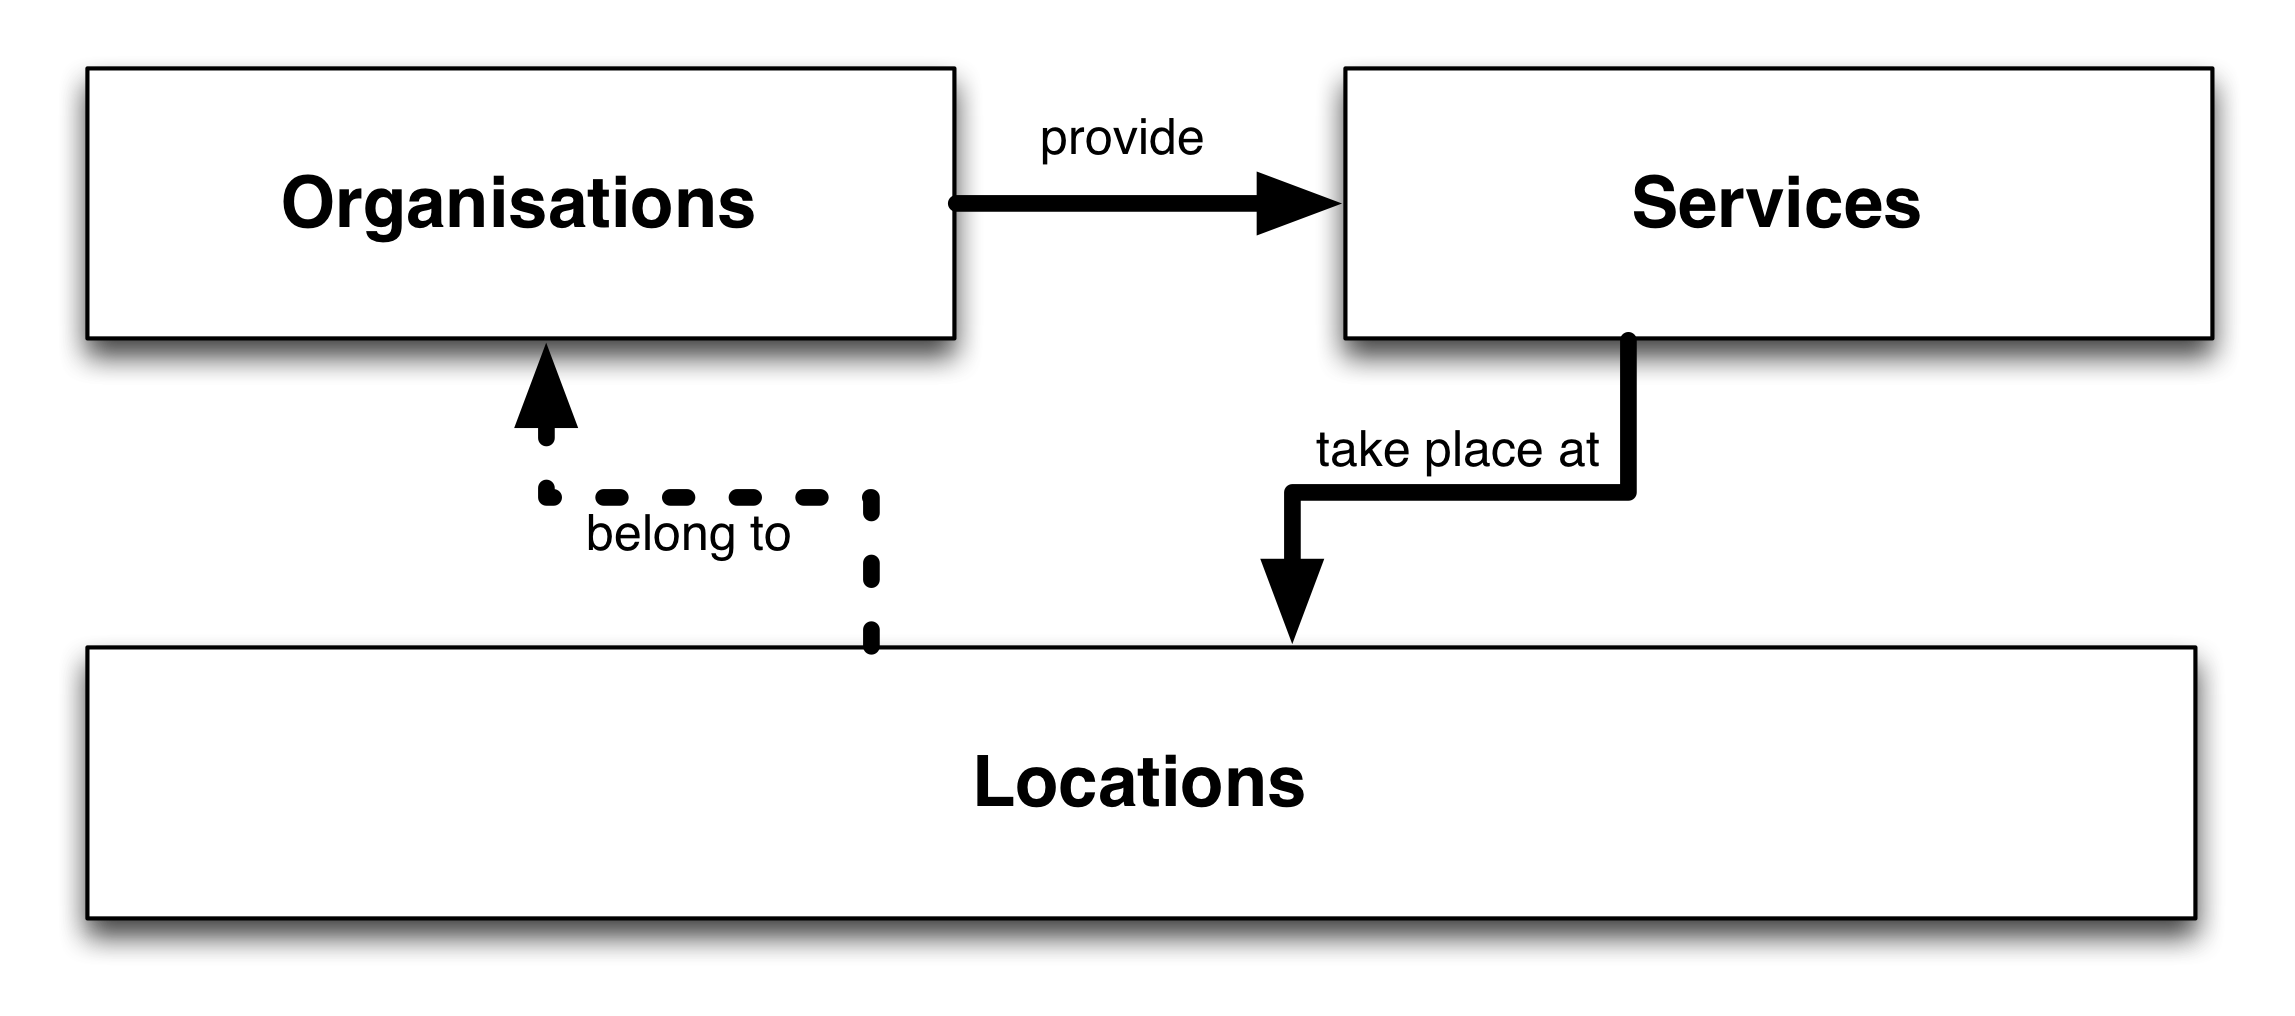 provide
Organisations
Services
take place at
belong to
Locations